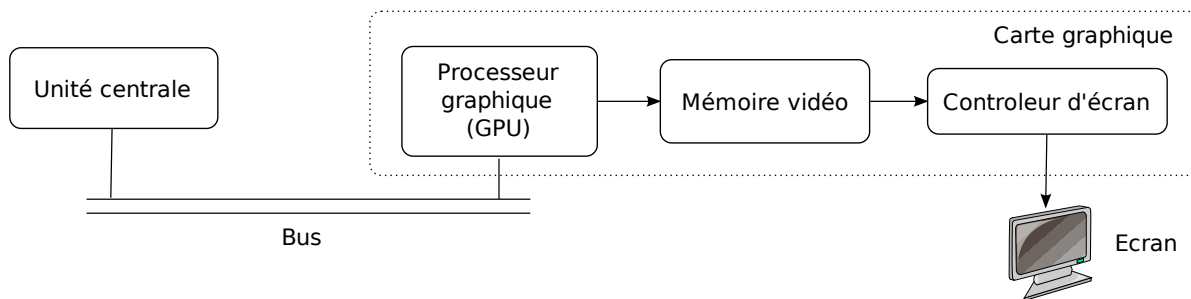 Carte graphique
Unité centrale
Processeur
graphique
(GPU)
Mémoire vidéo
Controleur d'écran
Bus
Ecran